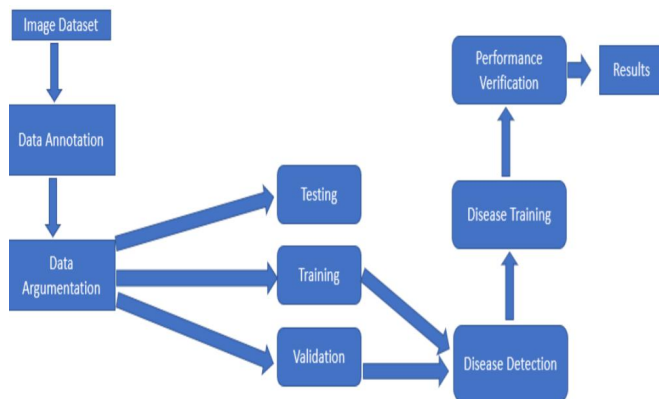 Image Dataset
Data Annotation
Data
Argumentation
Testing
Training
Validation
Disease Detection
Disease Training
Performance
Verification
Results